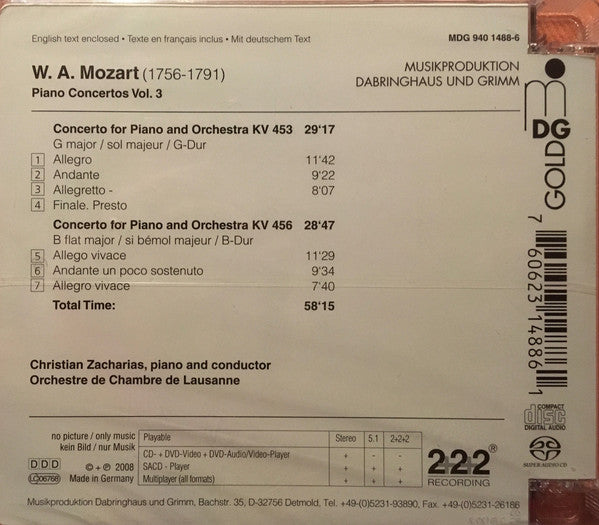 English text enclosed • Texte en français inclus • Mit deutschem Text
MDG 940 1488-6
W. A. Mozart (1756-1791)
Piano Concertos Vol. 3
MUSIKPRODUKTION
DABRINGHAUS UND GRIMM
MDG
GOLD
Concerto for Piano and Orchestra KV 453 29'17
G major / sol majeur / G-Dur
1 Allegro 11'42
2 Andante 9'22
3 Allegretto - 8'07
4 Finale. Presto
Concerto for Piano and Orchestra KV 456 28'47
B flat major / si bémol majeur / B-Dur
5 Allego vivace 11'29
6 Andante un poco sostenuto 9'34
7 Allegro vivace 7'40
Total Time: 58'15
7 60623 14886 1
Christian Zacharias, piano and conductor
Orchestre de Chambre de Lausanne
COMPACT
disc
DIGITAL AUDIO
SUPER AUDIO CD
no picture / only music
kein Bild / nur Musik
DDD
LC 06768
© + ℗ 2008
Made in Germany
Playable Stereo 5.1 2+2+2
CD- + DVD-Video + DVD-Audio/Video-Player + - -
SACD - Player + + +
Multiplayer (all formats) + + +
222®
RECORDING
Musikproduktion Dabringhaus und Grimm, Bachstr. 35, D-32756 Detmold, Tel. +49-(0)5231-93890, Fax +49-(0)5231-26186